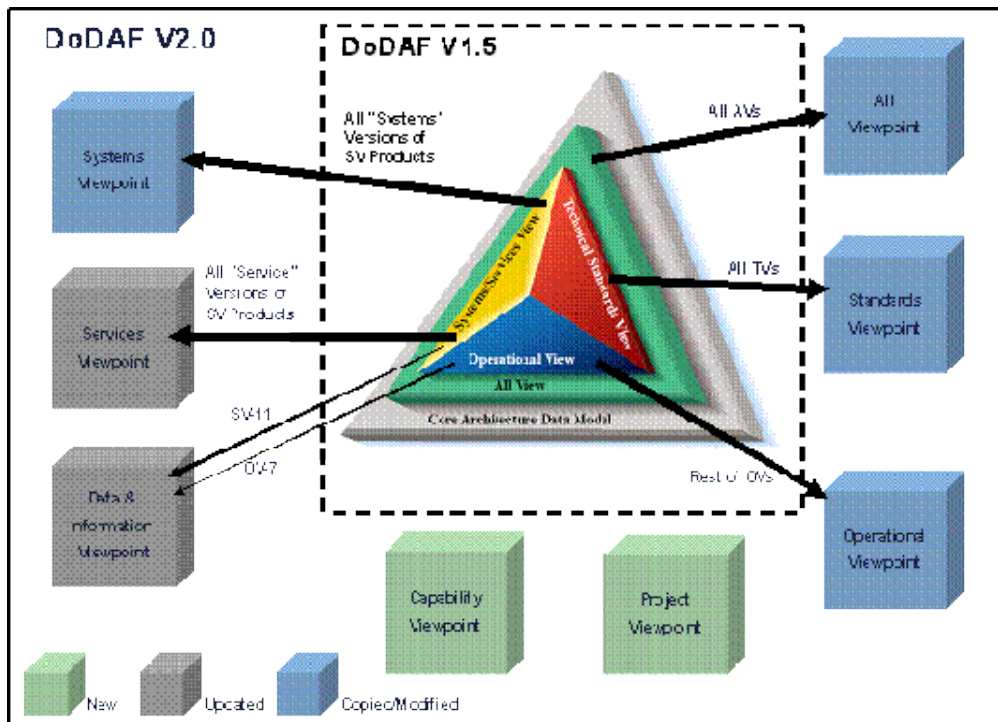 DoDAF V2.0
DoDAF V1.5
All "Systems"
Versions of
SV Products
All AVs
All
Viewpoint
Systems
Viewpoint
Systems/Services View
Technical Standards View
All "Service"
Versions of
SV Products
All TVs
Standards
Viewpoint
Services
Viewpoint
Operational View
All View
Core Architecture Data Model
SV-11
OV-7
Rest of OVs
Data &
Information
Viewpoint
Operational
Viewpoint
Capability
Viewpoint
Project
Viewpoint
New
Updated
Copied/Modified